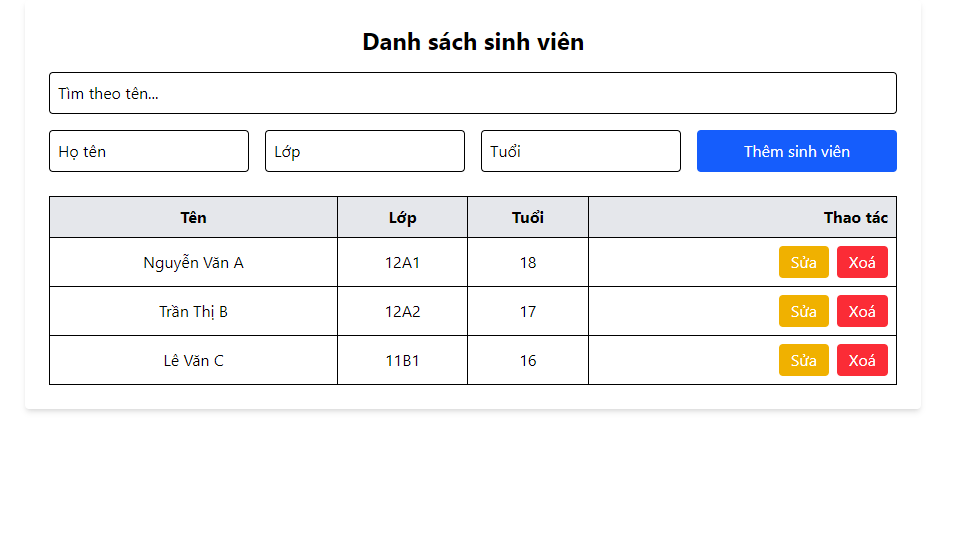 Danh sách sinh viên
Tìm theo tên...
Họ tên Lớp Tuổi Thêm sinh viên
Tên Lớp Tuổi Thao tác
Nguyễn Văn A 12A1 18 Sửa Xoá
Trần Thị B 12A2 17 Sửa Xoá
Lê Văn C 11B1 16 Sửa Xoá